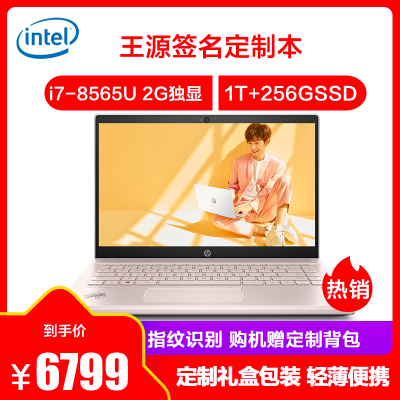 intel
王源签名定制本
i7-8565U 2G独显 1T+256GSSD
hp
热销
到手价
¥6799
指纹识别 购机赠定制背包
定制礼盒包装 轻薄便携